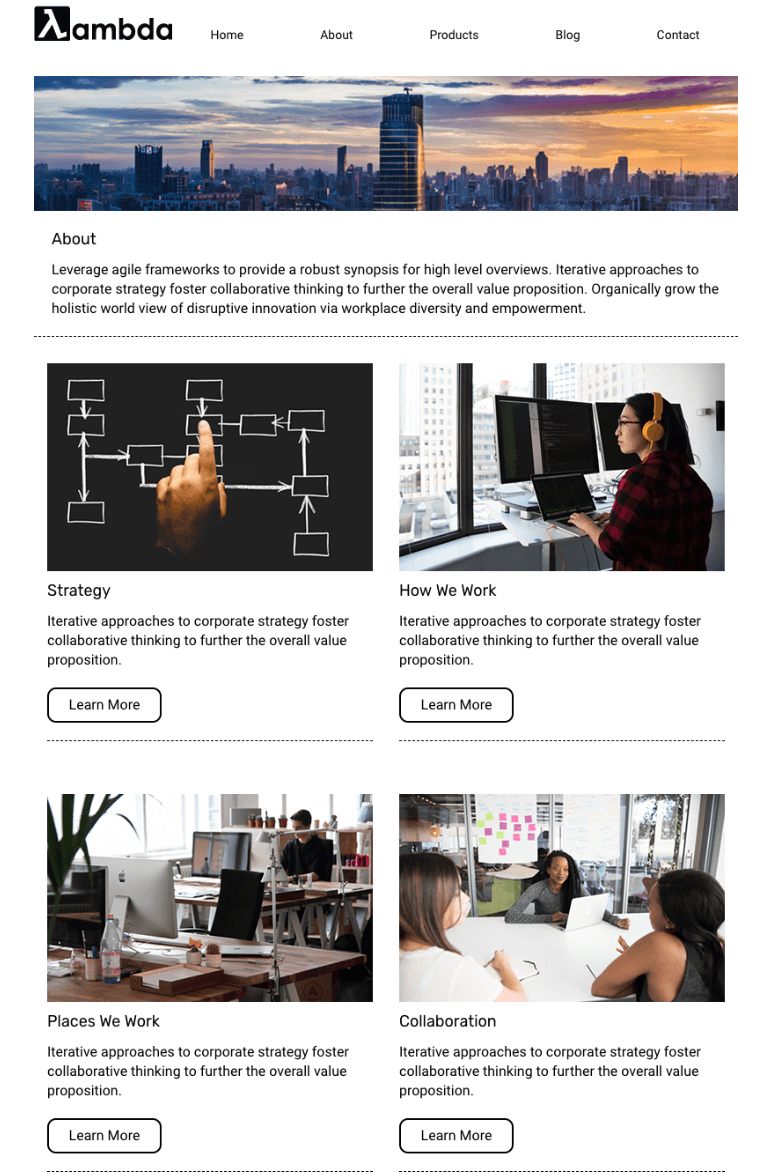 λambda
Home About Products Blog Contact
About
Leverage agile frameworks to provide a robust synopsis for high level overviews. Iterative approaches to
corporate strategy foster collaborative thinking to further the overall value proposition. Organically grow the
holistic world view of disruptive innovation via workplace diversity and empowerment.
Strategy
Iterative approaches to corporate strategy foster
collaborative thinking to further the overall value
proposition.
Learn More
How We Work
Iterative approaches to corporate strategy foster
collaborative thinking to further the overall value
proposition.
Learn More
Places We Work
Iterative approaches to corporate strategy foster
collaborative thinking to further the overall value
proposition.
Learn More
Collaboration
Iterative approaches to corporate strategy foster
collaborative thinking to further the overall value
proposition.
Learn More